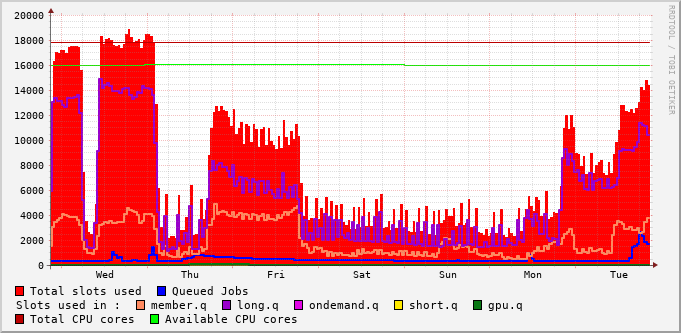 20000
18000
16000
14000
12000
10000
8000
6000
4000
2000
0
Wed Thu Fri Sat Sun Mon Tue
RRDTOOL / TOBI OETIKER
Total slots used Queued Jobs
Slots used in : member.q long.q ondemand.q short.q gpu.q
Total CPU cores Available CPU cores